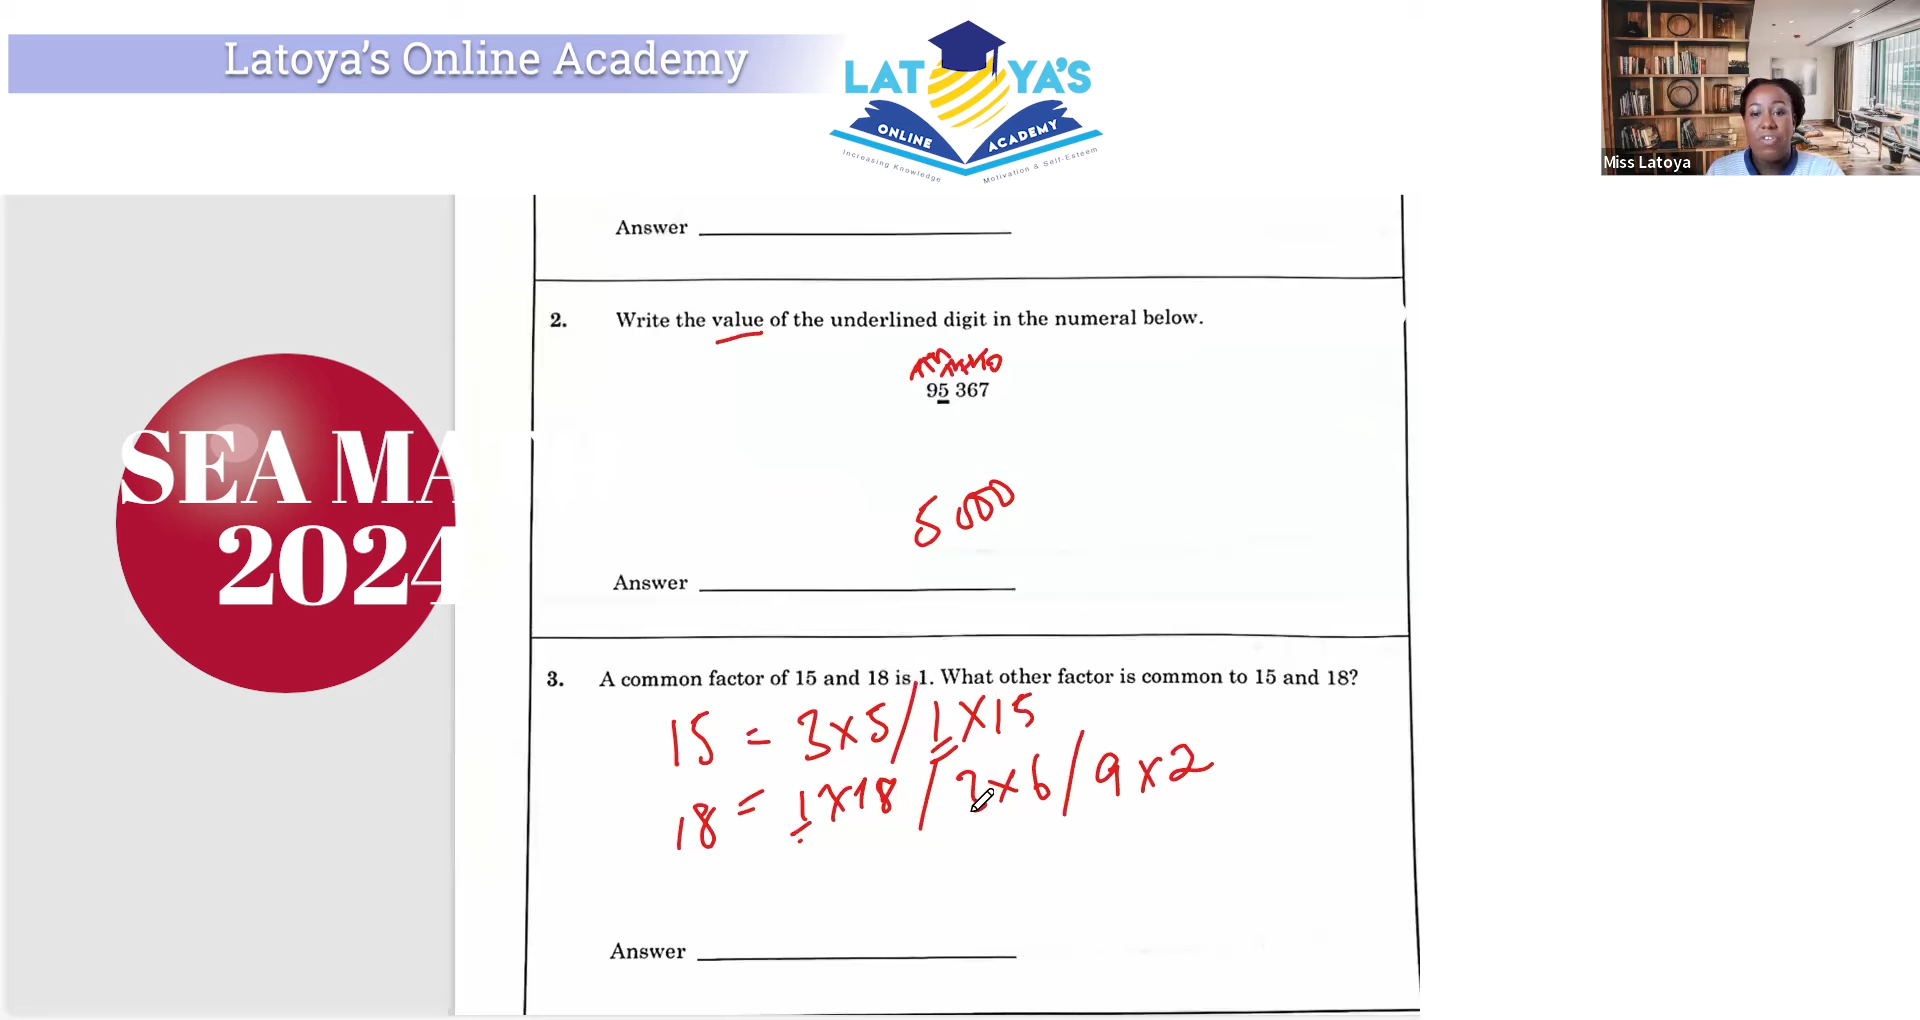 Latoya's Online Academy
LATOYA'S
ONLINE ACADEMY
Increasing Knowledge Motivation & Self-Esteem
Miss Latoya
Answer
2. Write the value of the underlined digit in the numeral below.
95 367
5 000
Answer
SEA MA
2024
3. A common factor of 15 and 18 is 1. What other factor is common to 15 and 18?
15 = 3x5/1x15
18 = 1x18/3x6/9x2
Answer